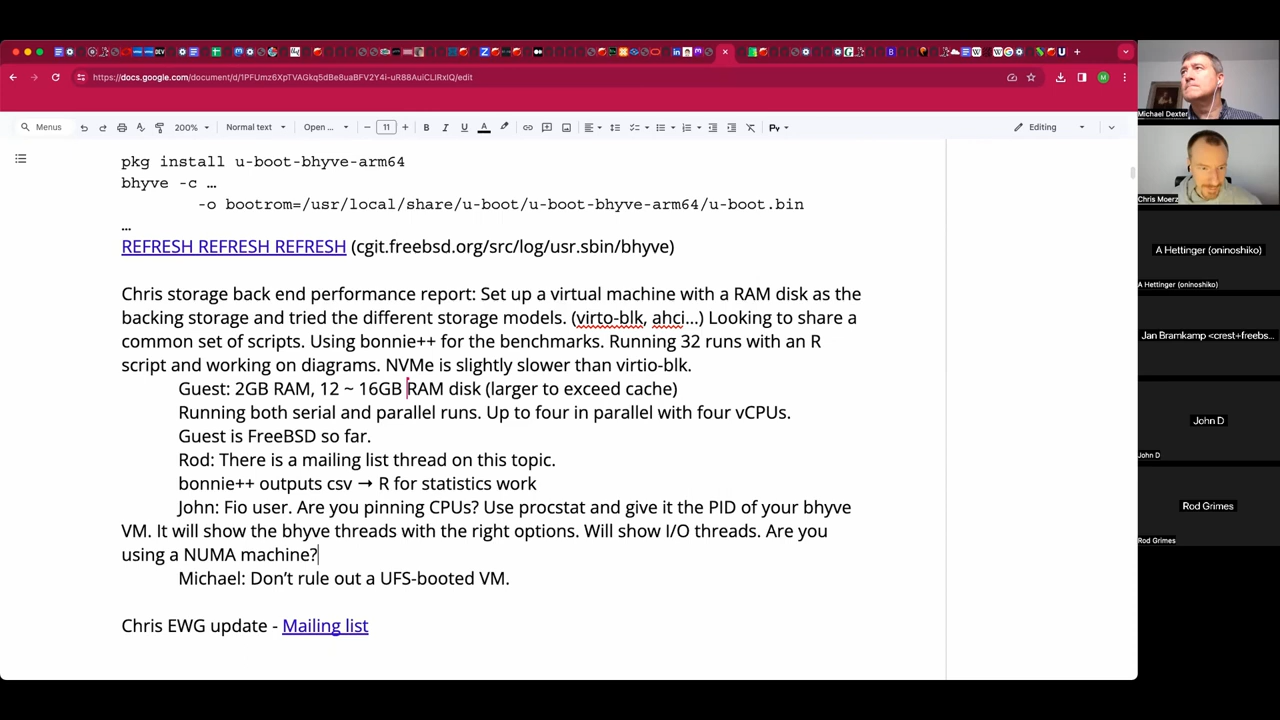 https://docs.google.com/document/d/1PFUmz6XpTVAGkq5dBe8uaBFV2Y4i-uR88AuiCLlRxIQ/edit
M
Menus
200%
Normal text
Open ...
11
B
I
U
A
Editing
pkg install u-boot-bhyve-arm64
bhyve -c …
-o bootrom=/usr/local/share/u-boot/u-boot-bhyve-arm64/u-boot.bin
…
REFRESH REFRESH REFRESH (cgit.freebsd.org/src/log/usr.sbin/bhyve)
Chris storage back end performance report: Set up a virtual machine with a RAM disk as the
backing storage and tried the different storage models. (virto-blk, ahci...) Looking to share a
common set of scripts. Using bonnie++ for the benchmarks. Running 32 runs with an R
script and working on diagrams. NVMe is slightly slower than virtio-blk.
Guest: 2GB RAM, 12 ~ 16GB RAM disk (larger to exceed cache)
Running both serial and parallel runs. Up to four in parallel with four vCPUs.
Guest is FreeBSD so far.
Rod: There is a mailing list thread on this topic.
bonnie++ outputs csv → R for statistics work
John: Fio user. Are you pinning CPUs? Use procstat and give it the PID of your bhyve
VM. It will show the bhyve threads with the right options. Will show I/O threads. Are you
using a NUMA machine?
Michael: Don’t rule out a UFS-booted VM.
Chris EWG update - Mailing list
Michael Dexter
Chris Moerz
A Hettinger (oninoshiko)
A Hettinger (oninoshiko)
Jan Bramkamp <crest+freebs...
John D
John D
Rod Grimes
Rod Grimes